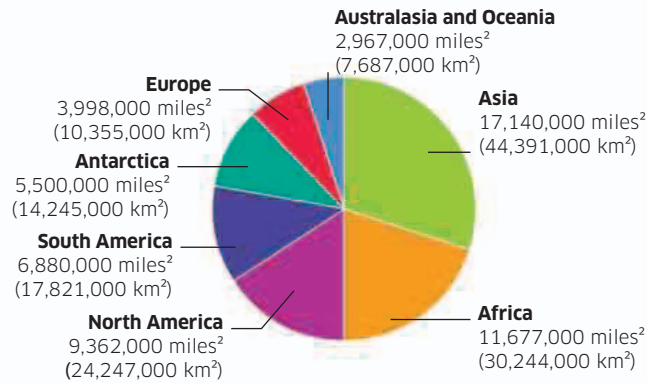 Australasia and Oceania
2,967,000 miles²
(7,687,000 km²)
Asia
17,140,000 miles²
(44,391,000 km²)
Africa
11,677,000 miles²
(30,244,000 km²)
North America
9,362,000 miles²
(24,247,000 km²)
South America
6,880,000 miles²
(17,821,000 km²)
Antarctica
5,500,000 miles²
(14,245,000 km²)
Europe
3,998,000 miles²
(10,355,000 km²)